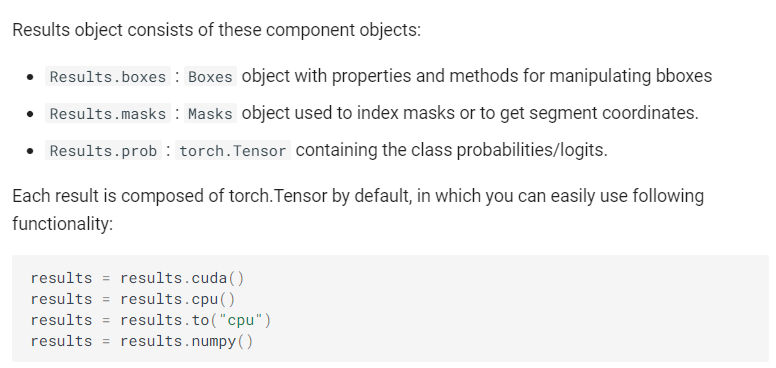 Results object consists of these component objects:
• Results.boxes : Boxes object with properties and methods for manipulating bboxes
• Results.masks : Masks object used to index masks or to get segment coordinates.
• Results.prob : torch.Tensor containing the class probabilities/logits.
Each result is composed of torch.Tensor by default, in which you can easily use following
functionality:
results = results.cuda()
results = results.cpu()
results = results.to("cpu")
results = results.numpy()